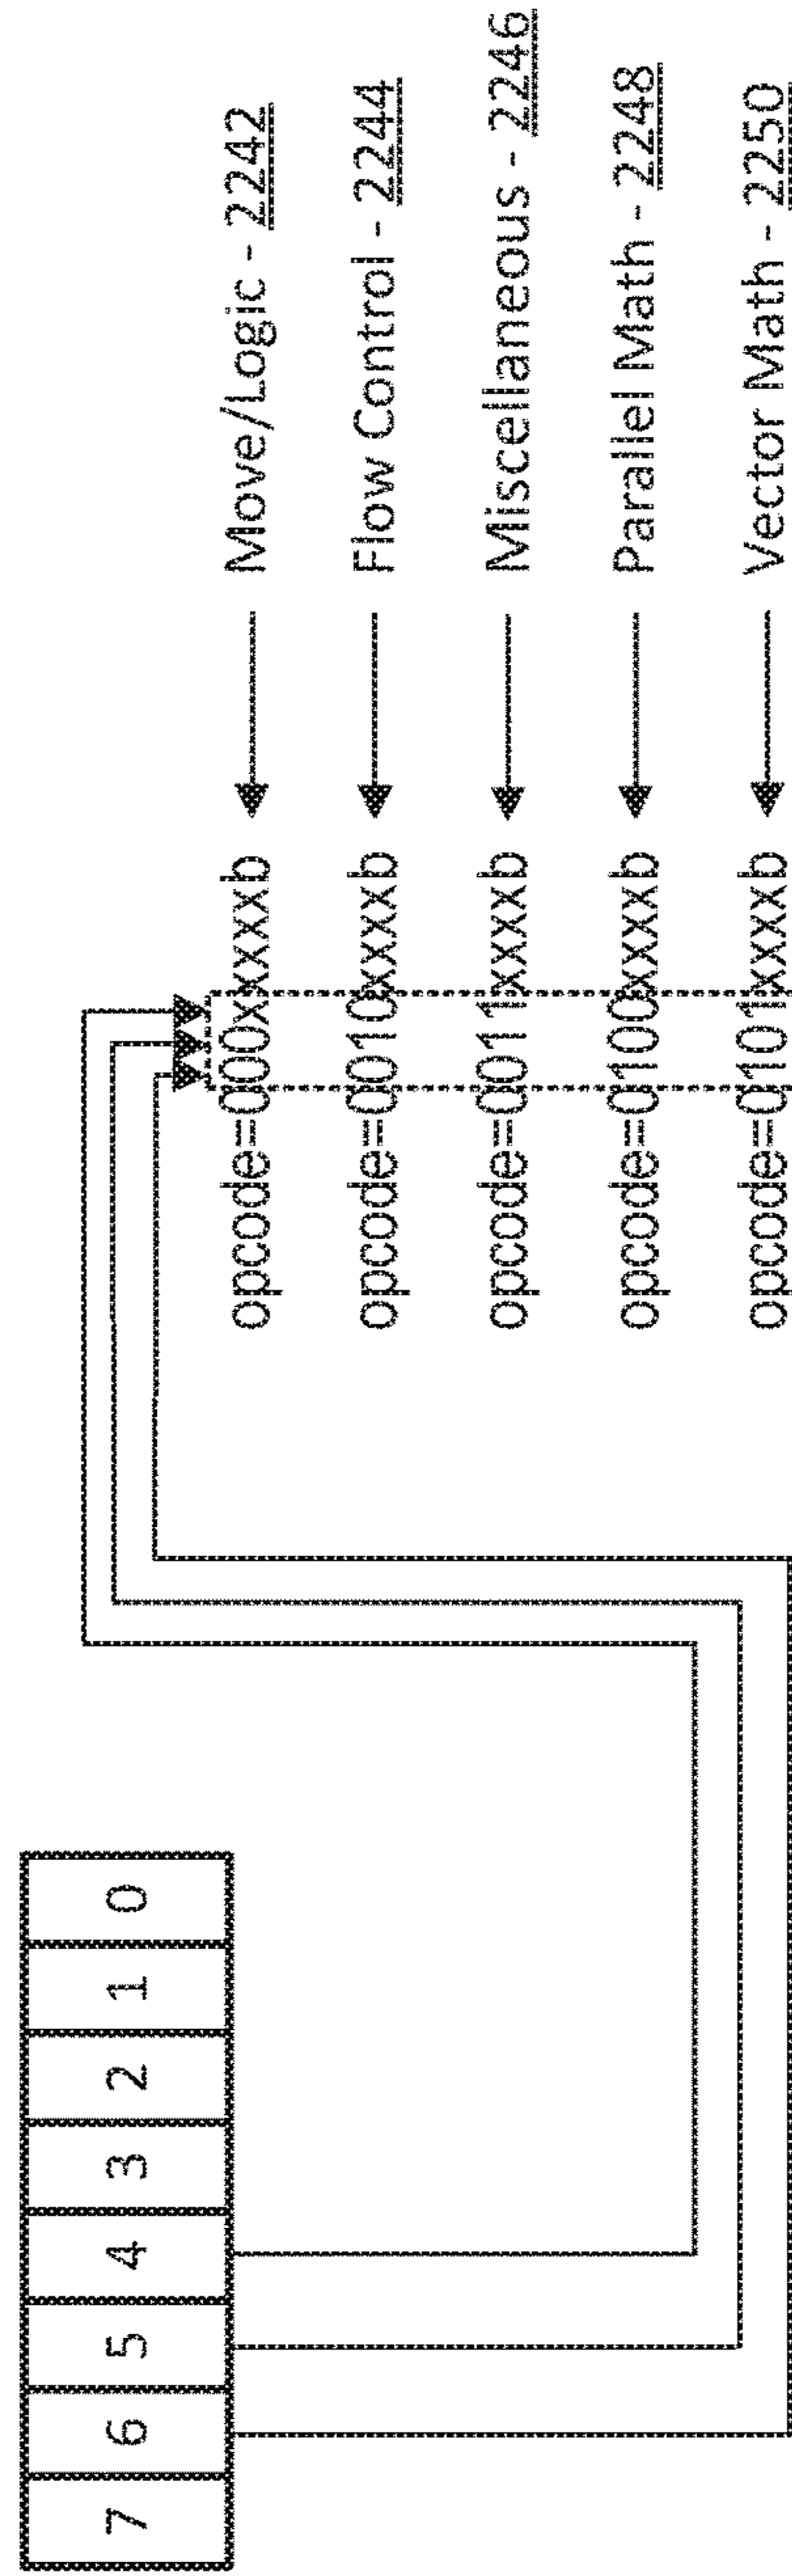 7 6 5 4 3 2 1 0
opcode=000xxxxxb Move/Logic - 2242
opcode=0010xxxxb Flow Control - 2244
opcode=0011xxxxb Miscellaneous - 2246
opcode=0100xxxxb Parallel Math - 2248
opcode=0101xxxxb Vector Math - 2250